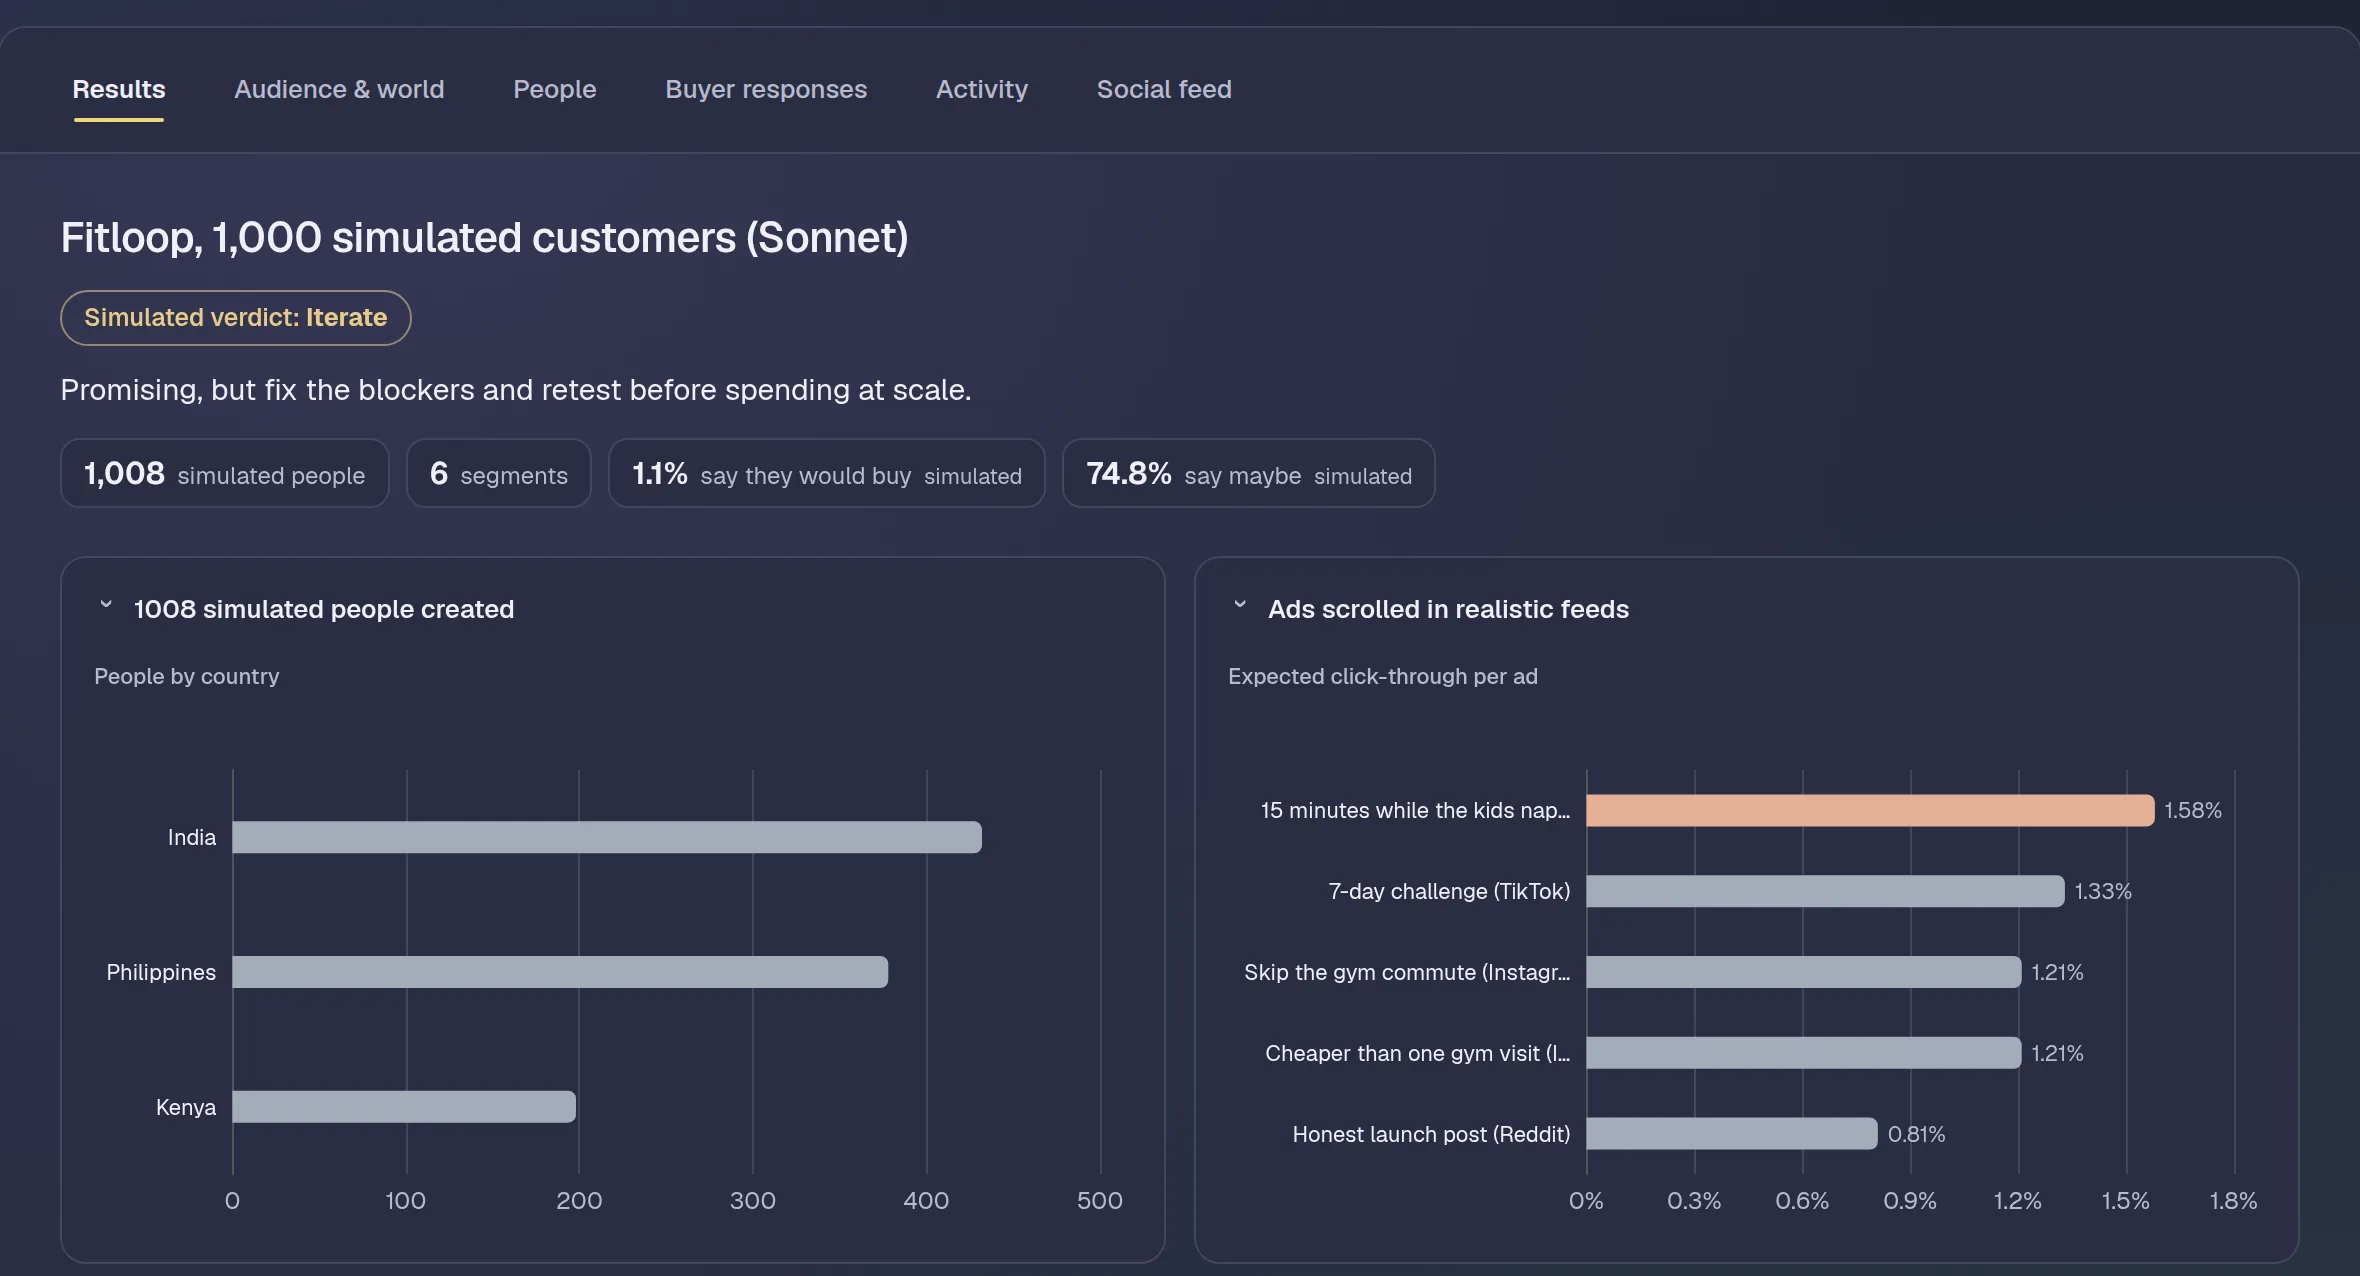 Results Audience & world People Buyer responses Activity Social feed
Fitloop, 1,000 simulated customers (Sonnet)
Simulated verdict: Iterate
Promising, but fix the blockers and retest before spending at scale.
1,008 simulated people 6 segments 1.1% say they would buy simulated 74.8% say maybe simulated
1008 simulated people created
People by country
India
Philippines
Kenya
0 100 200 300 400 500
Ads scrolled in realistic feeds
Expected click-through per ad
15 minutes while the kids nap... 1.58%
7-day challenge (TikTok) 1.33%
Skip the gym commute (Instagr... 1.21%
Cheaper than one gym visit (I... 1.21%
Honest launch post (Reddit) 0.81%
0% 0.3% 0.6% 0.9% 1.2% 1.5% 1.8%